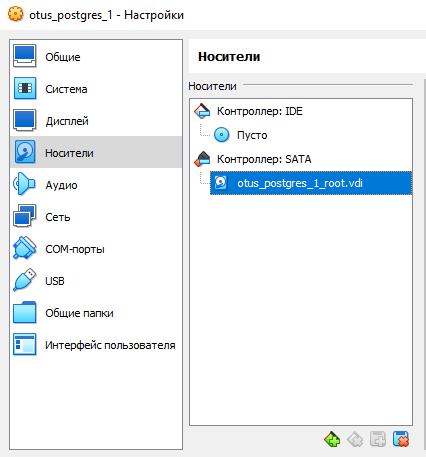 otus_postgres_1 - Настройки
Общие
Система
Дисплей
Носители
Аудио
Сеть
COM-порты
USB
Общие папки
Интерфейс пользователя
Носители
Носители
Контроллер: IDE
Пусто
Контроллер: SATA
otus_postgres_1_root.vdi